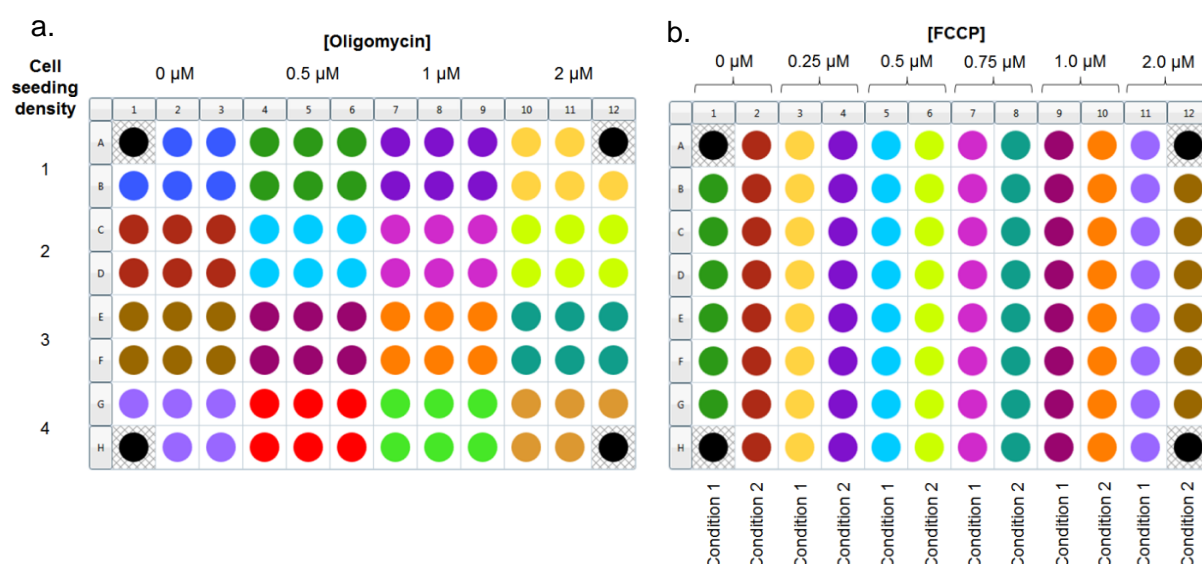 a.
[Oligomycin]
Cell
seeding
density
0 µM 0.5 µM 1 µM 2 µM
1 2 3 4 5 6 7 8 9 10 11 12
A
1
B
C
2
D
E
3
F
G
4
H
b.
[FCCP]
0 µM 0.25 µM 0.5 µM 0.75 µM 1.0 µM 2.0 µM
1 2 3 4 5 6 7 8 9 10 11 12
A
B
C
D
E
F
G
H
Condition 1
Condition 2
Condition 1
Condition 2
Condition 1
Condition 2
Condition 1
Condition 2
Condition 1
Condition 2
Condition 1
Condition 2